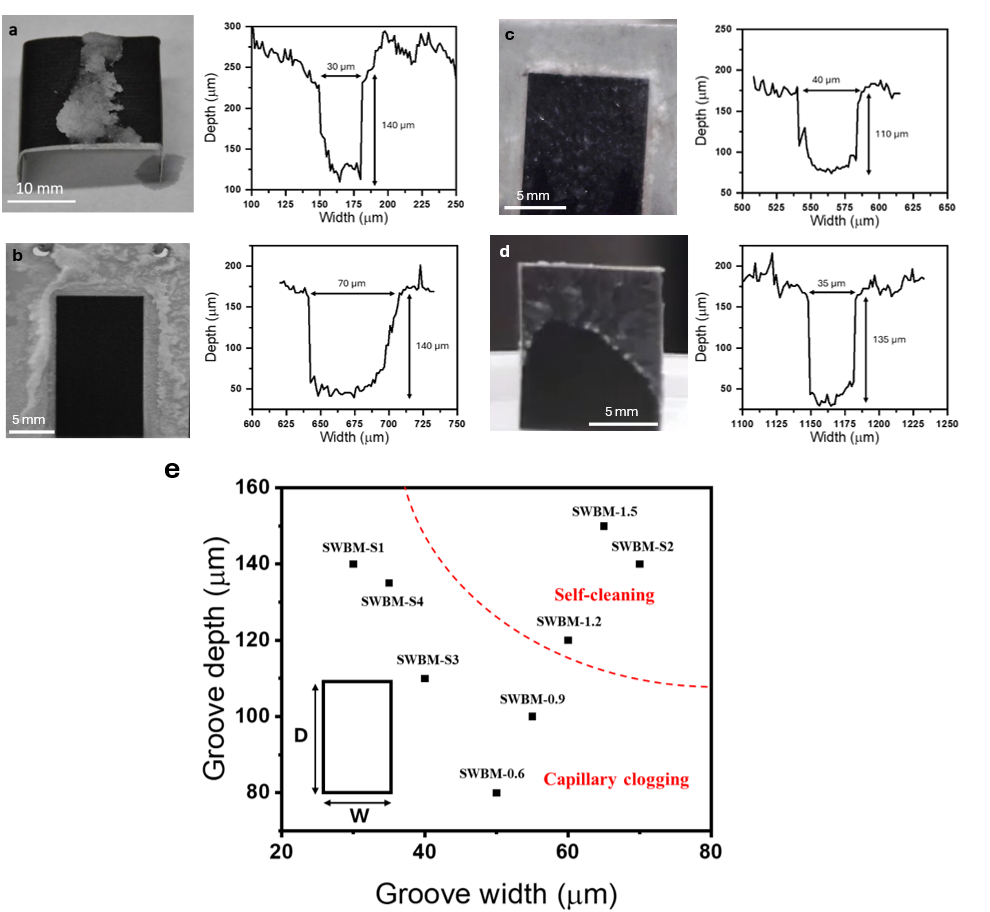 a
10 mm
300
250
200
150
100
Depth (μm)
30 μm
140 μm
100 125 150 175 200 225 250
Width (μm)
c
5 mm
250
200
150
100
50
Depth (μm)
40 μm
110 μm
500 525 550 575 600 625 650
Width (μm)
b
5 mm
200
150
100
50
Depth (μm)
70 μm
140 μm
600 625 650 675 700 725 750
Width (μm)
d
5 mm
200
150
100
50
Depth (μm)
35 μm
135 μm
1100 1125 1150 1175 1200 1225 1250
Width (μm)
e
160
140
120
100
80
Groove depth (μm)
SWBM-1.5
SWBM-S2
SWBM-S1
SWBM-S4
Self-cleaning
SWBM-1.2
SWBM-S3
SWBM-0.9
SWBM-0.6
Capillary clogging
D
W
20 40 60 80
Groove width (μm)